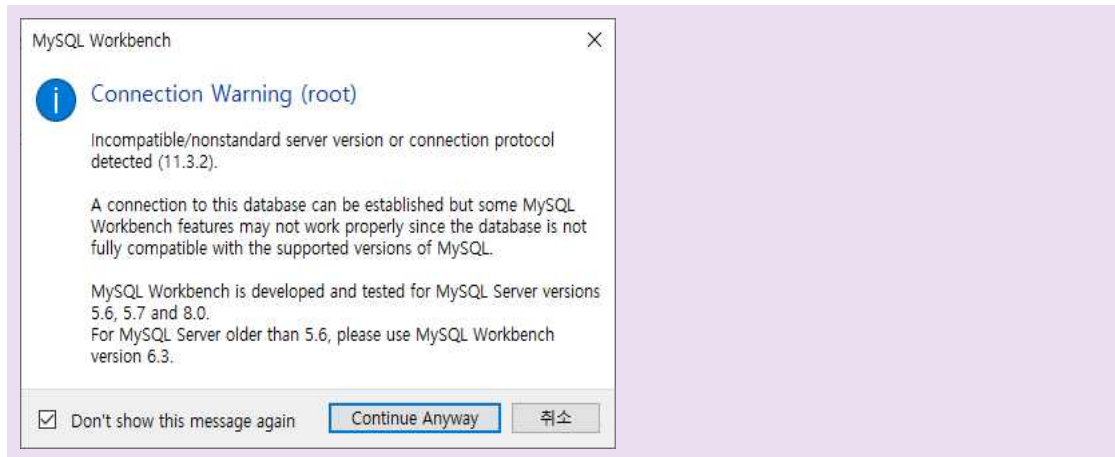 MySQL Workbench
Connection Warning (root)
Incompatible/nonstandard server version or connection protocol
detected (11.3.2).
A connection to this database can be established but some MySQL
Workbench features may not work properly since the database is not
fully compatible with the supported versions of MySQL.
MySQL Workbench is developed and tested for MySQL Server versions
5.6, 5.7 and 8.0.
For MySQL Server older than 5.6, please use MySQL Workbench
version 6.3.
Don't show this message again Continue Anyway 취소